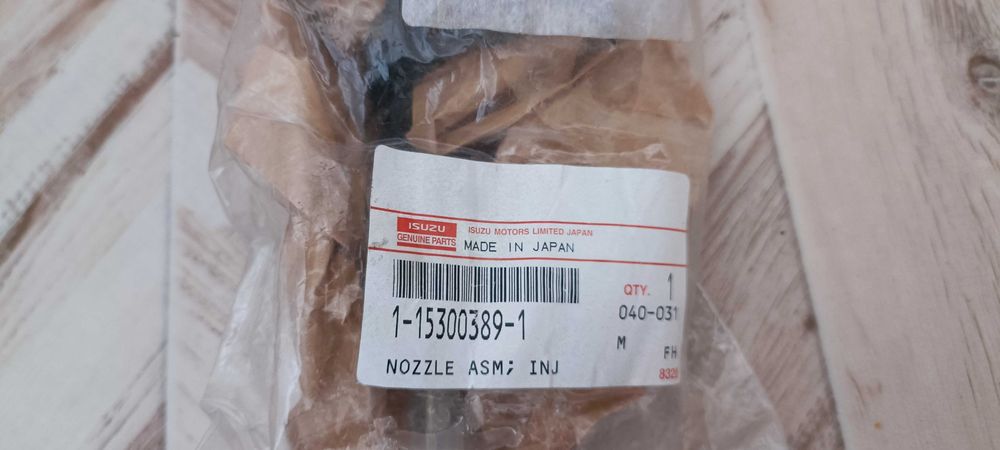 ISUZU
GENUINE PARTS
ISUZU MOTORS LIMITED JAPAN
MADE IN JAPAN
QTY. 1
1-15300389-1
040-031
M
FH
NOZZLE ASM; INJ